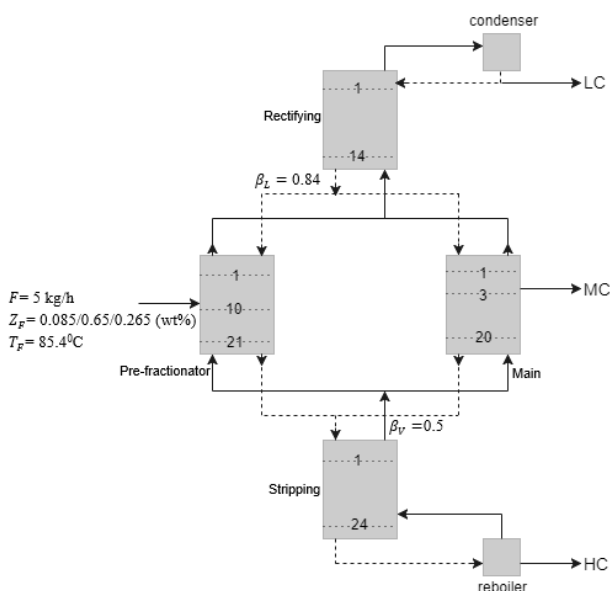 condenser
1
LC
Rectifying
14
β_L = 0.84
1
1
F= 5 kg/h
3
MC
Z_F= 0.085/0.65/0.265 (wt%)
10
T_F= 85.4⁰C
21
20
Pre-fractionator
Main
β_V =0.5
1
Stripping
24
HC
reboiler